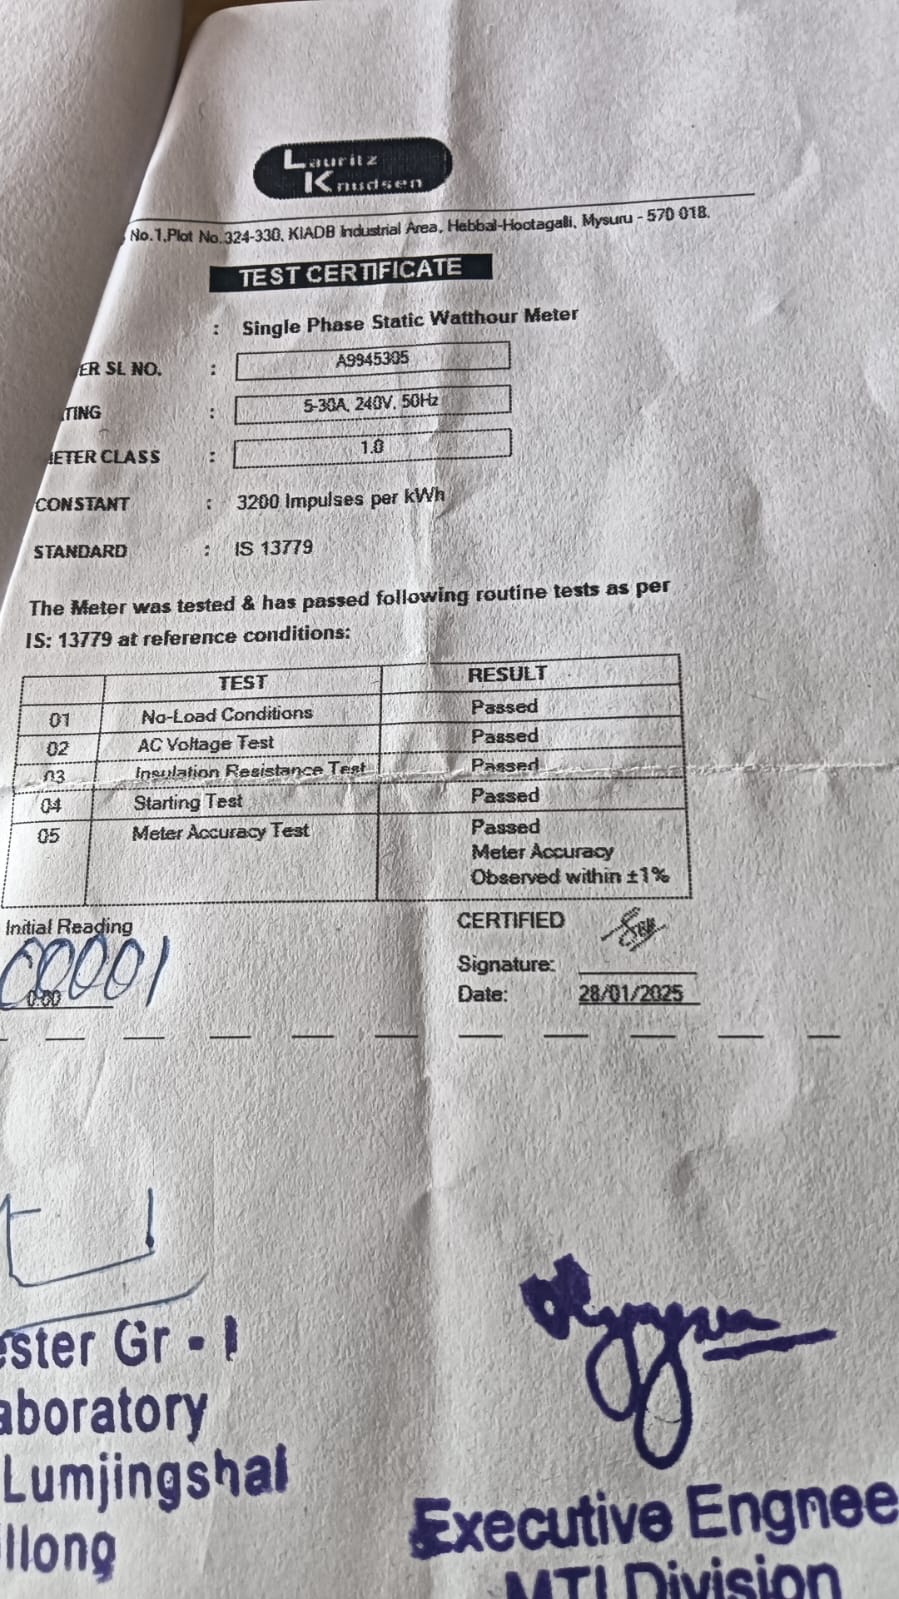 Lauritz
Knudsen
No.1,Plot No.324-330, KIADB Industrial Area, Hebbal-Hootagalli, Mysuru - 570 018.
TEST CERTIFICATE
: Single Phase Static Watthour Meter
ER SL NO. : A9945305
TING : 5-30A, 240V, 50Hz
ETER CLASS : 1.0
CONSTANT : 3200 Impulses per kWh
STANDARD : IS 13779
The Meter was tested & has passed following routine tests as per
IS: 13779 at reference conditions:
TEST RESULT
01 No-Load Conditions Passed
02 AC Voltage Test Passed
03 Insulation Resistance Test Passed
04 Starting Test Passed
05 Meter Accuracy Test Passed
Meter Accuracy
Observed within ±1%
Initial Reading CERTIFIED
00001
0.00
Signature:
Date: 28/01/2025
ester Gr - I
aboratory
Lumjingshai
llong
Executive Engnee
MTI Division